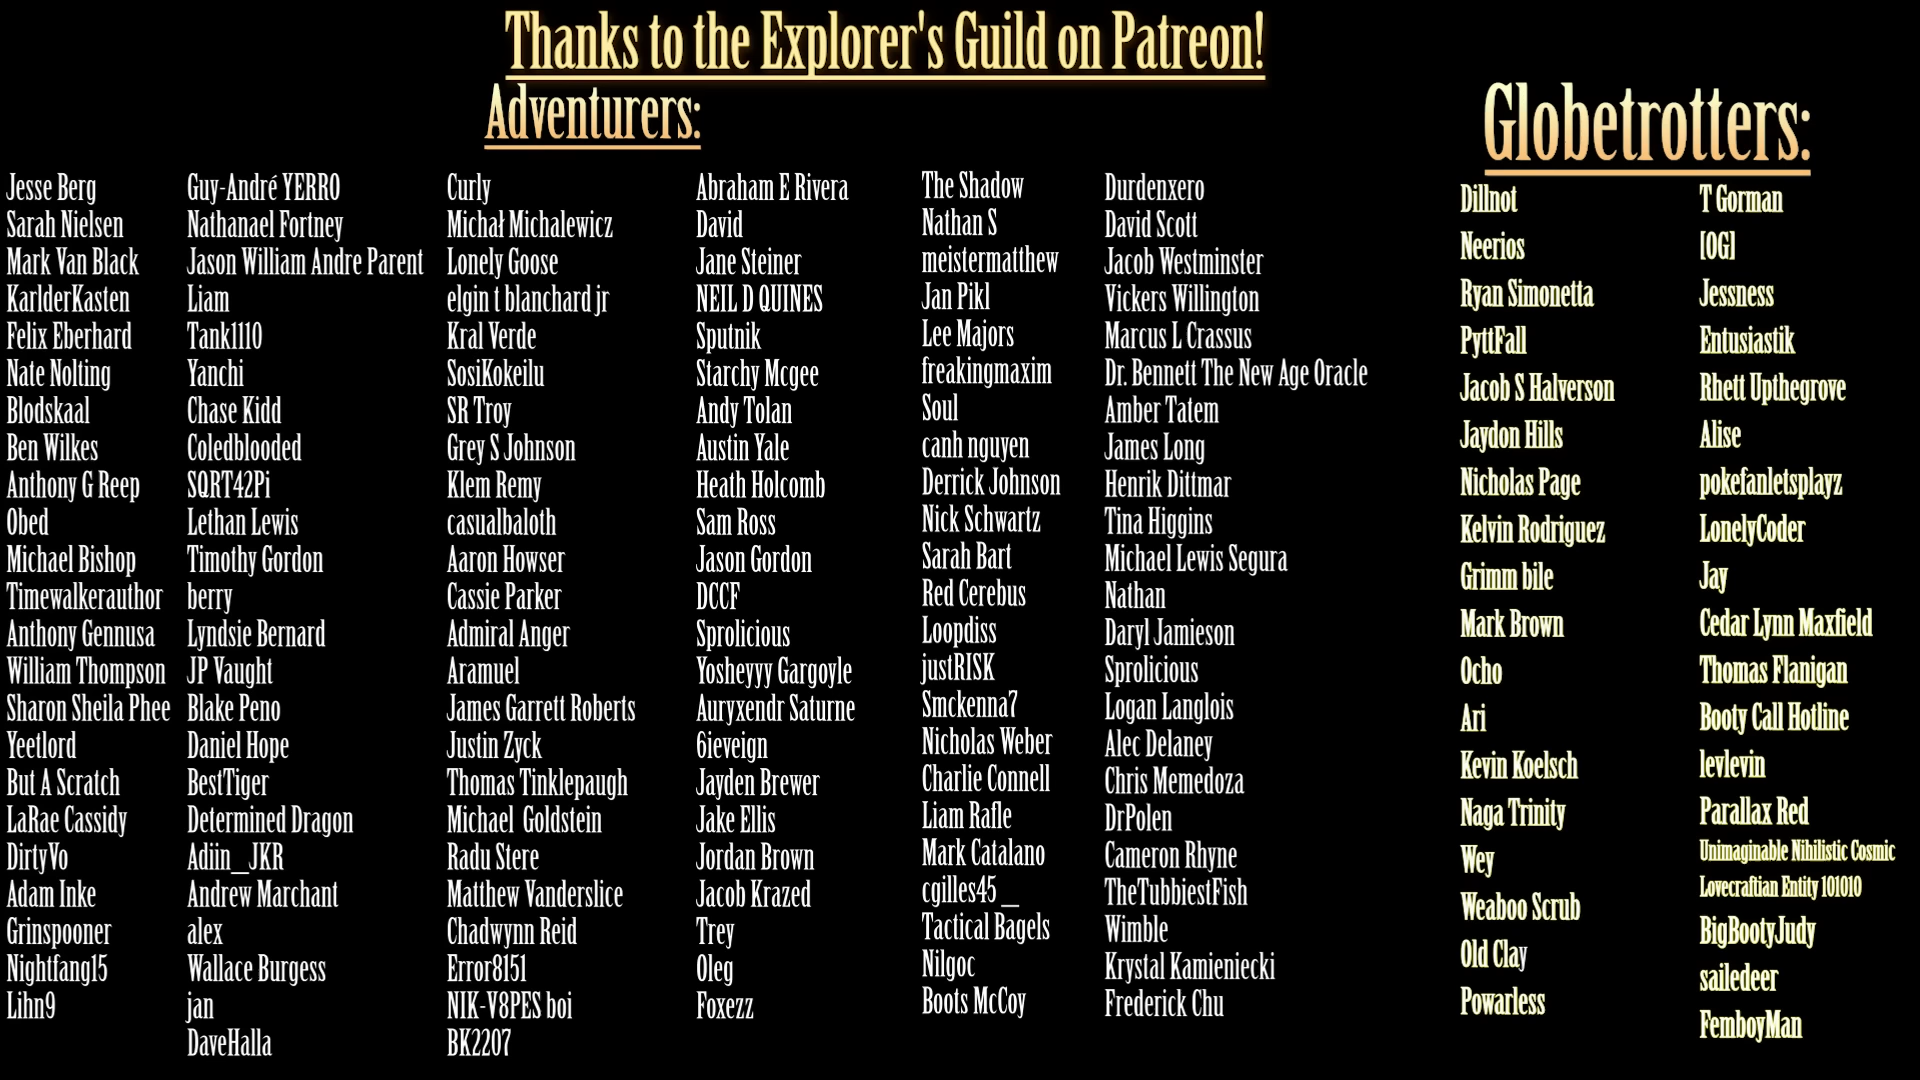 Thanks to the Explorer's Guild on Patreon!
Adventurers:
Jesse Berg
Sarah Nielsen
Mark Van Black
KarlderKasten
Felix Eberhard
Nate Nolting
Blodskaal
Ben Wilkes
Anthony G Reep
Obed
Michael Bishop
Timewalkerauthor
Anthony Gennusa
William Thompson
Sharon Sheila Phee
Yeetlord
But A Scratch
LaRae Cassidy
DirtyVo
Adam Inke
Grinspooner
Nightfang15
Lihn9
Guy-André YERRO
Nathanael Fortney
Jason William Andre Parent
Liam
Tank1110
Yanchi
Chase Kidd
Coledblooded
SQRT42Pi
Lethan Lewis
Timothy Gordon
berry
Lyndsie Bernard
JP Vaught
Blake Peno
Daniel Hope
BestTiger
Determined Dragon
Adiin_JKR
Andrew Marchant
alex
Wallace Burgess
jan
DaveHalla
Curly
Michał Michalewicz
Lonely Goose
elgin t blanchard jr
Kral Verde
SosiKokeilu
SR Troy
Grey S Johnson
Klem Remy
casualbaloth
Aaron Howser
Cassie Parker
Admiral Anger
Aramuel
James Garrett Roberts
Justin Zyck
Thomas Tinklepaugh
Michael  Goldstein
Radu Stere
Matthew Vanderslice
Chadwynn Reid
Error8151
NIK-V8PES boi
BK2207
Abraham E Rivera
David
Jane Steiner
NEIL D QUINES
Sputnik
Starchy Mcgee
Andy Tolan
Austin Yale
Heath Holcomb
Sam Ross
Jason Gordon
DCCF
Sprolicious
Yosheyyy Gargoyle
Auryxendr Saturne
6ieveign
Jayden Brewer
Jake Ellis
Jordan Brown
Jacob Krazed
Trey
Oleg
Foxezz
The Shadow
Nathan S
meistermatthew
Jan Pikl
Lee Majors
freakingmaxim
Soul
canh nguyen
Derrick Johnson
Nick Schwartz
Sarah Bart
Red Cerebus
Loopdiss
justRISK
Smckenna7
Nicholas Weber
Charlie Connell
Liam Rafle
Mark Catalano
cgilles45 _
Tactical Bagels
Nilgoc
Boots McCoy
Durdenxero
David Scott
Jacob Westminster
Vickers Willington
Marcus L Crassus
Dr. Bennett The New Age Oracle
Amber Tatem
James Long
Henrik Dittmar
Tina Higgins
Michael Lewis Segura
Nathan
Daryl Jamieson
Sprolicious
Logan Langlois
Alec Delaney
Chris Memedoza
DrPolen
Cameron Rhyne
TheTubbiestFish
Wimble
Krystal Kamieniecki
Frederick Chu
Globetrotters:
Dillnot
Neerios
Ryan Simonetta
PyttFall
Jacob S Halverson
Jaydon Hills
Nicholas Page
Kelvin Rodriguez
Grimm bile
Mark Brown
Ocho
Ari
Kevin Koelsch
Naga Trinity
Wey
Weaboo Scrub
Old Clay
Powarless
T Gorman
[OG]
Jessness
Entusiastik
Rhett Upthegrove
Alise
pokefanletsplayz
LonelyCoder
Jay
Cedar Lynn Maxfield
Thomas Flanigan
Booty Call Hotline
levlevin
Parallax Red
Unimaginable Nihilistic Cosmic
Lovecraftian Entity 101010
BigBootyJudy
sailedeer
FemboyMan